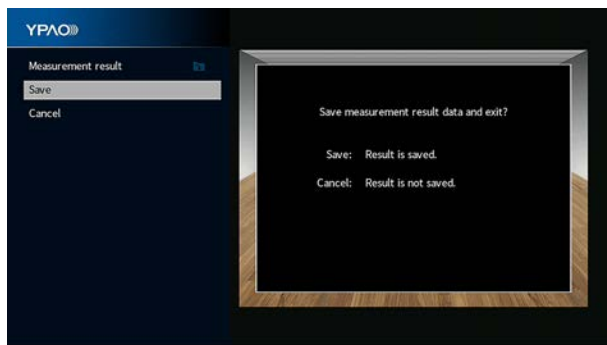 YPAO
Measurement result
Save
Cancel
Save measurement result data and exit?
Save: Result is saved.
Cancel: Result is not saved.